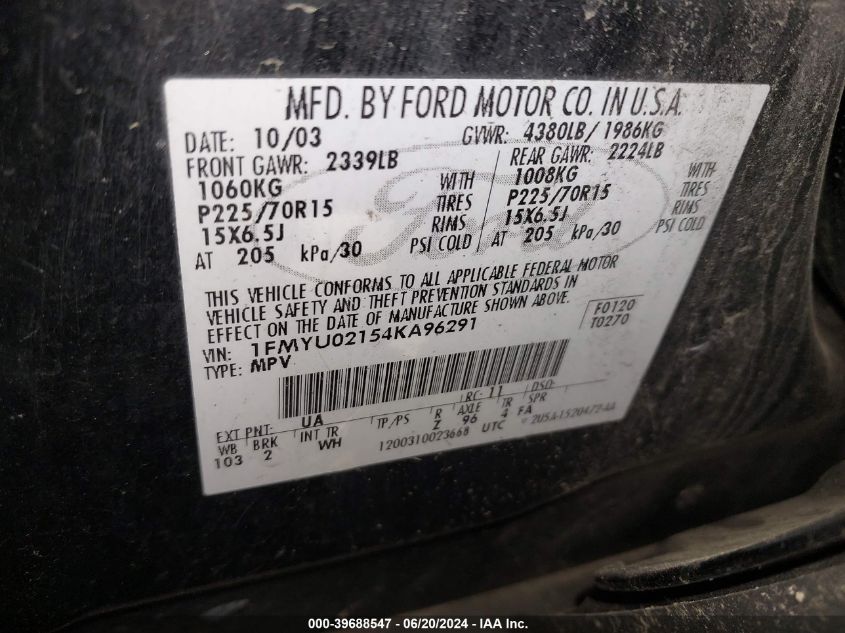 MFD. BY FORD MOTOR CO. IN U.S.A.
DATE: 10/03 GVWR: 4380LB/ 1986KG
FRONT GAWR: 2339LB REAR GAWR: 2224LB
1060KG WITH 1008KG WITH
P225/70R15 TIRES P225/70R15 TIRES
15X6.5J RIMS 15X6.5J RIMS
AT 205 kPa/30 PSI COLD AT 205 kPa/30 PSI COLD
Ford
THIS VEHICLE CONFORMS TO ALL APPLICABLE FEDERAL MOTOR
VEHICLE SAFETY AND THEFT PREVENTION STANDARDS IN
EFFECT ON THE DATE OF MANUFACTURE SHOWN ABOVE.
VIN: 1FMYU02154KA96291 F0120
TYPE: MPV T0270
EXT PNT: UA RC: 11 DSO:
WB BRK INT TR TP/PS R AXLE TR SPR
103 2 WH Z 96 4 FA
1200310023668 UTC 2U5A-1520472-AA
000-39688547 - 06/20/2024 - IAA Inc.